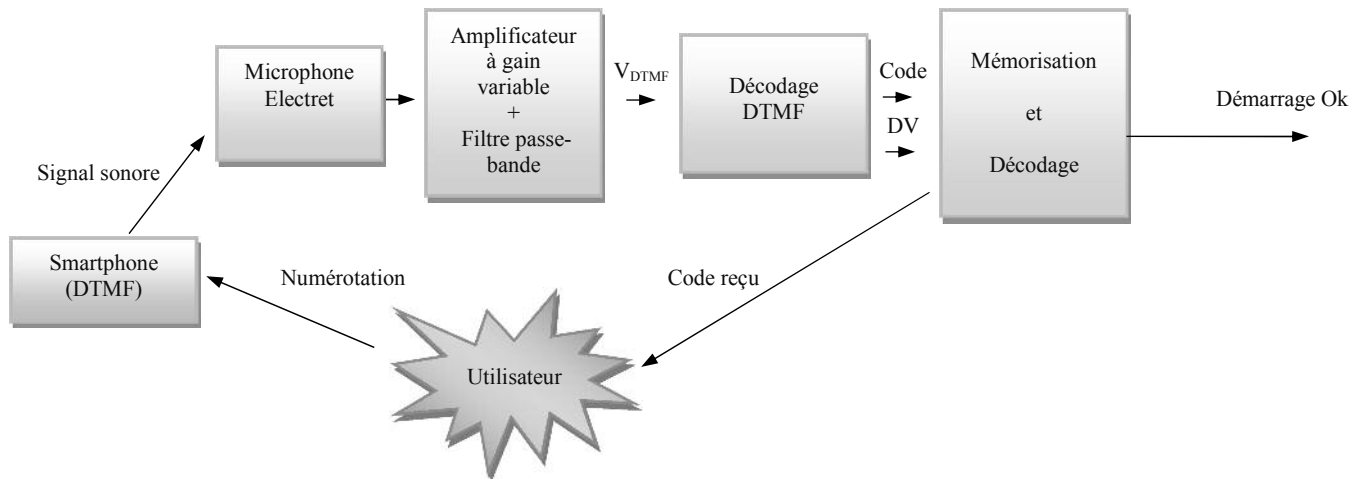 Microphone
Electret
Amplificateur
à gain
variable
+
Filtre passe-
bande
V_DTMF
Décodage
DTMF
Code
DV
Mémorisation
et
Décodage
Démarrage Ok
Signal sonore
Smartphone
(DTMF)
Numérotation
Code reçu
Utilisateur